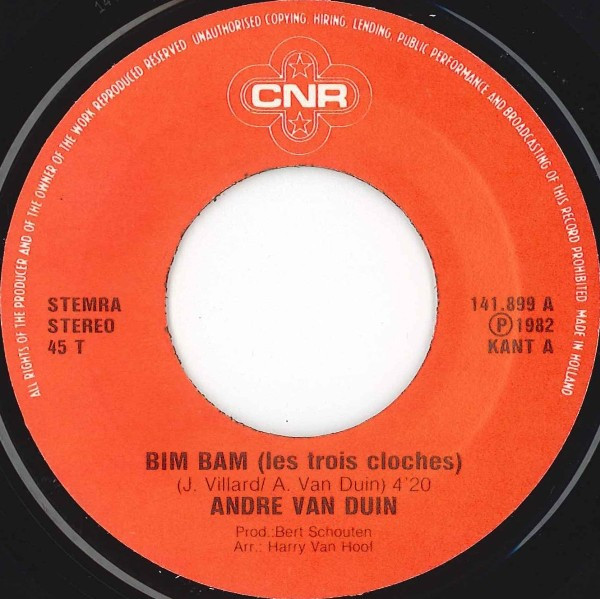 ALL RIGHTS OF THE PRODUCER AND OF THE OWNER OF THE WORK REPRODUCED RESERVED UNAUTHORISED COPYING, HIRING, LENDING, PUBLIC PERFORMANCE AND BROADCASTING OF THIS RECORD PROHIBITED MADE IN HOLLAND
CNR
STEMRA
STEREO
45 T
141.899 A
Ⓟ1982
KANT A
BIM BAM (les trois cloches)
(J. Villard/ A. Van Duin) 4'20
ANDRE VAN DUIN
Prod.:Bert Schouten
Arr.: Harry Van Hoof